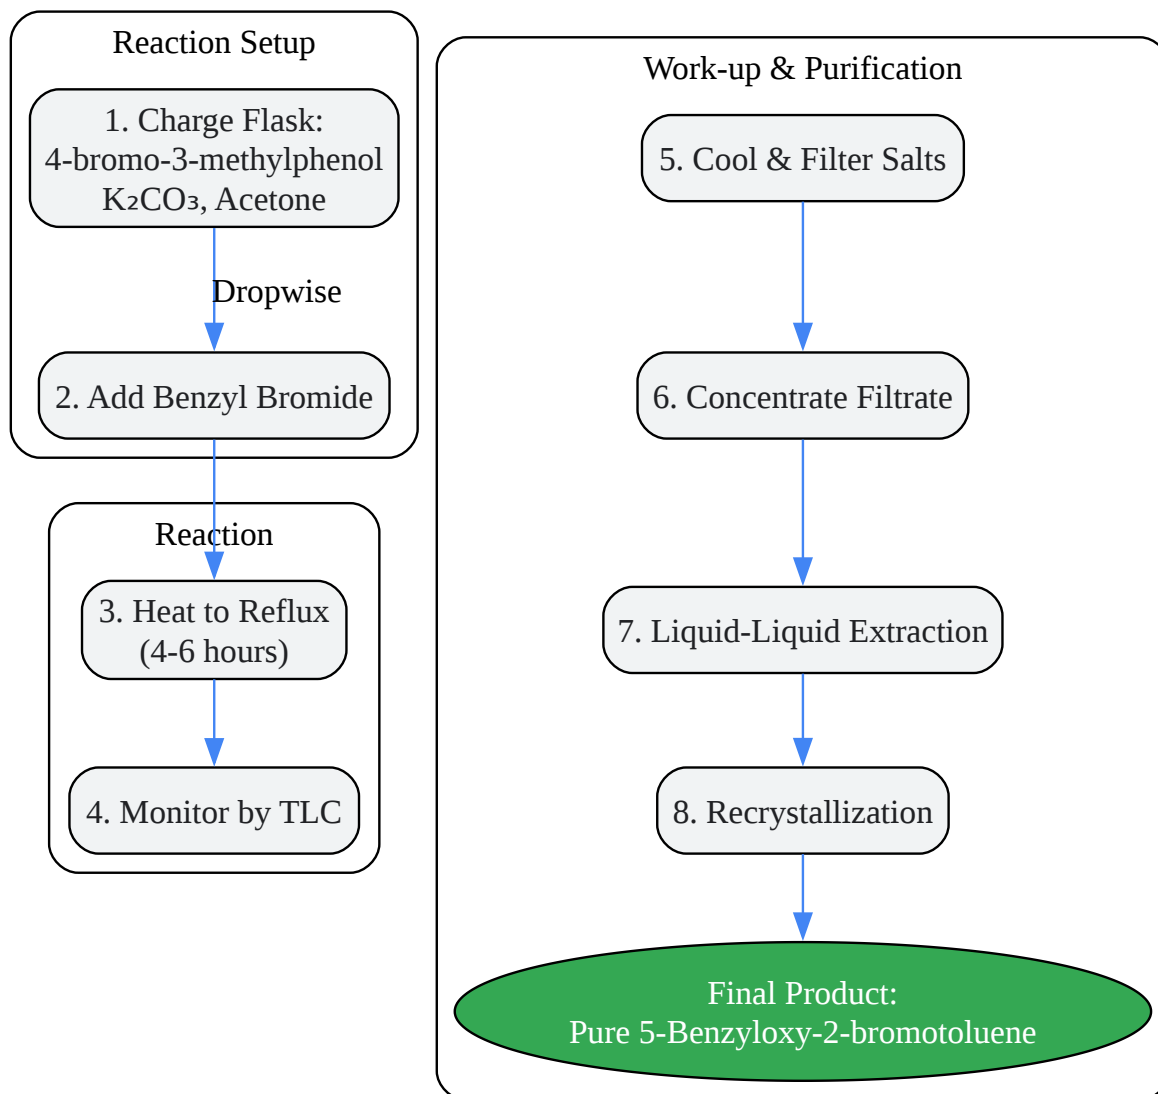 Reaction Setup
1. Charge Flask:
4-bromo-3-methylphenol
K₂CO₃, Acetone
Dropwise
2. Add Benzyl Bromide
Reaction
3. Heat to Reflux
(4-6 hours)
4. Monitor by TLC
Work-up & Purification
5. Cool & Filter Salts
6. Concentrate Filtrate
7. Liquid-Liquid Extraction
8. Recrystallization
Final Product:
Pure 5-Benzyloxy-2-bromotoluene